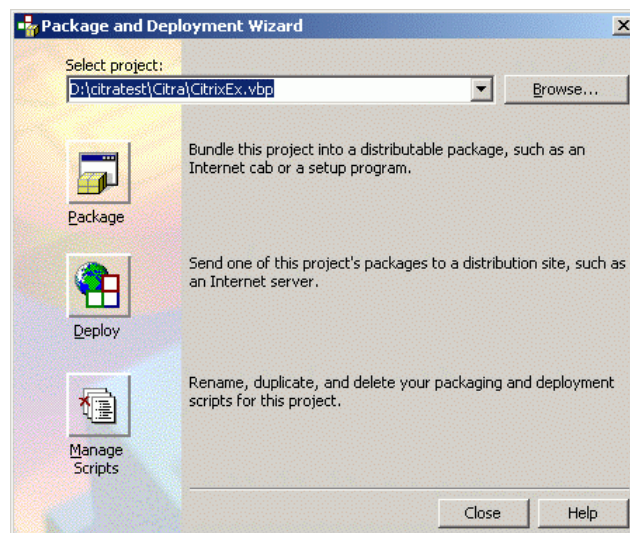 Package and Deployment Wizard
Select project:
D:\citratest\Citra\CitrixEx.vbp
Browse...
Bundle this project into a distributable package, such as an
Internet cab or a setup program.
Package
Send one of this project's packages to a distribution site, such as
an Internet server.
Deploy
Rename, duplicate, and delete your packaging and deployment
scripts for this project.
Manage
Scripts
Close
Help